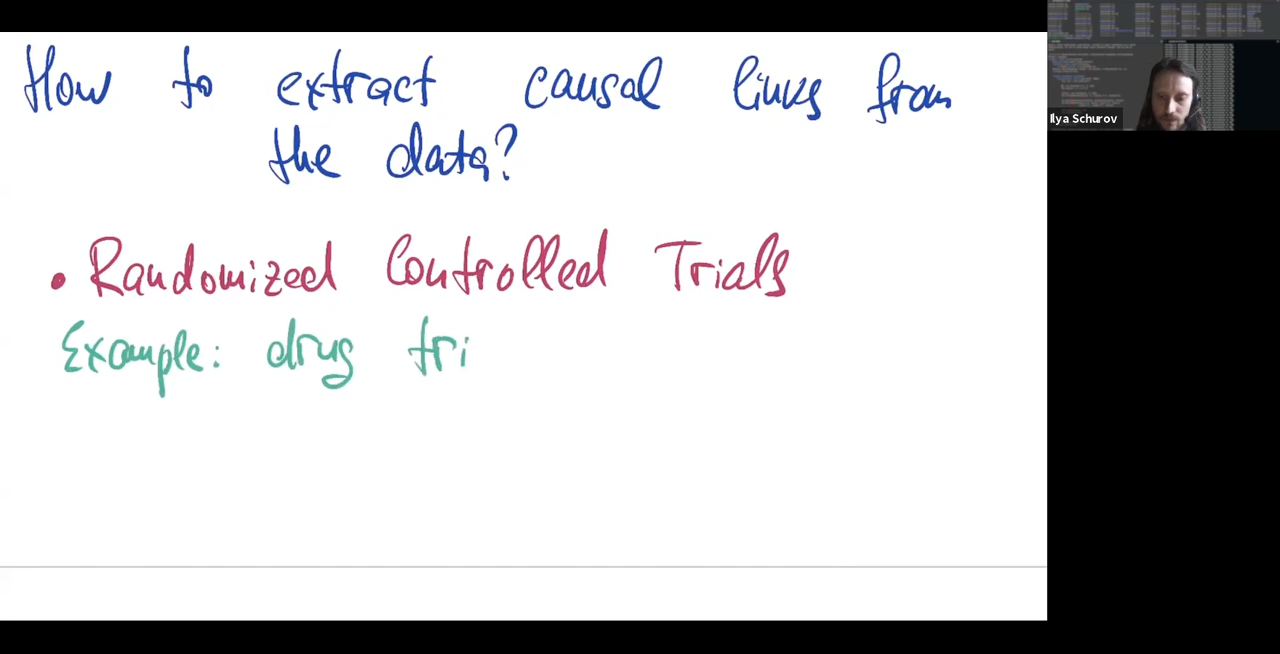 How to extract causal links from
the data?
• Randomized Controlled Trials
Example: drug tri
Ilya Schurov